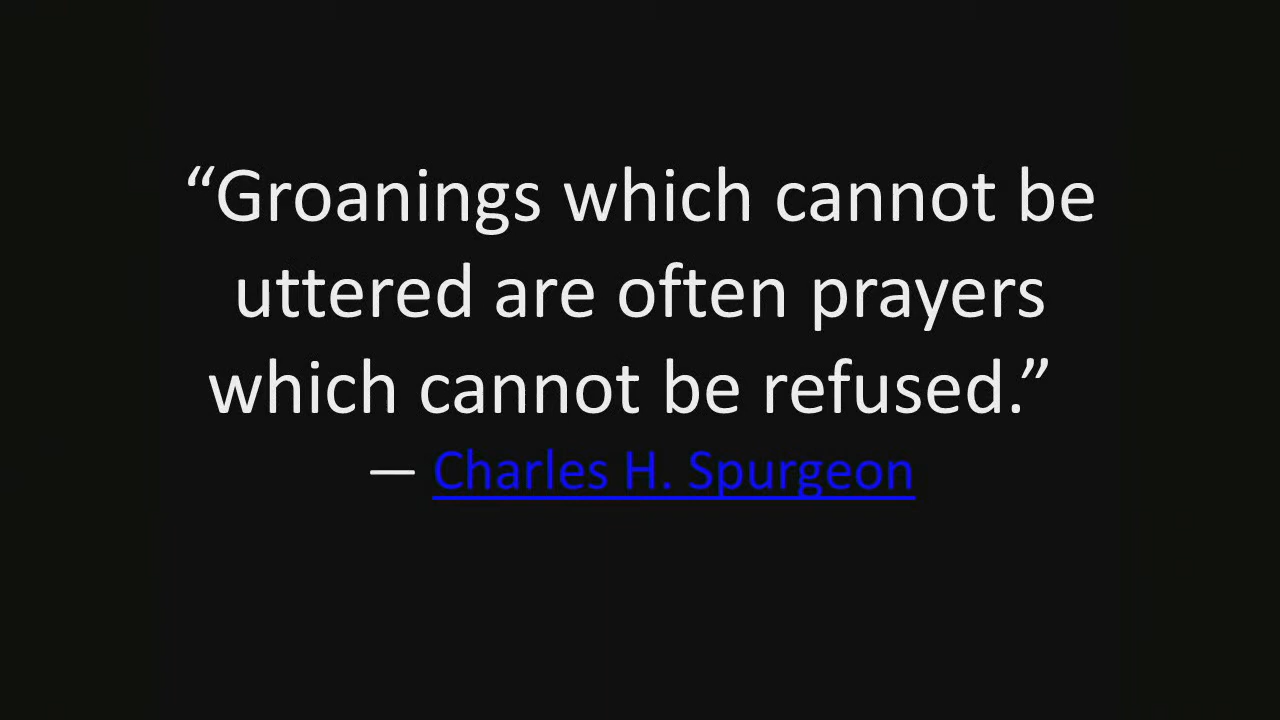 “Groanings which cannot be
uttered are often prayers
which cannot be refused.”
— Charles H. Spurgeon